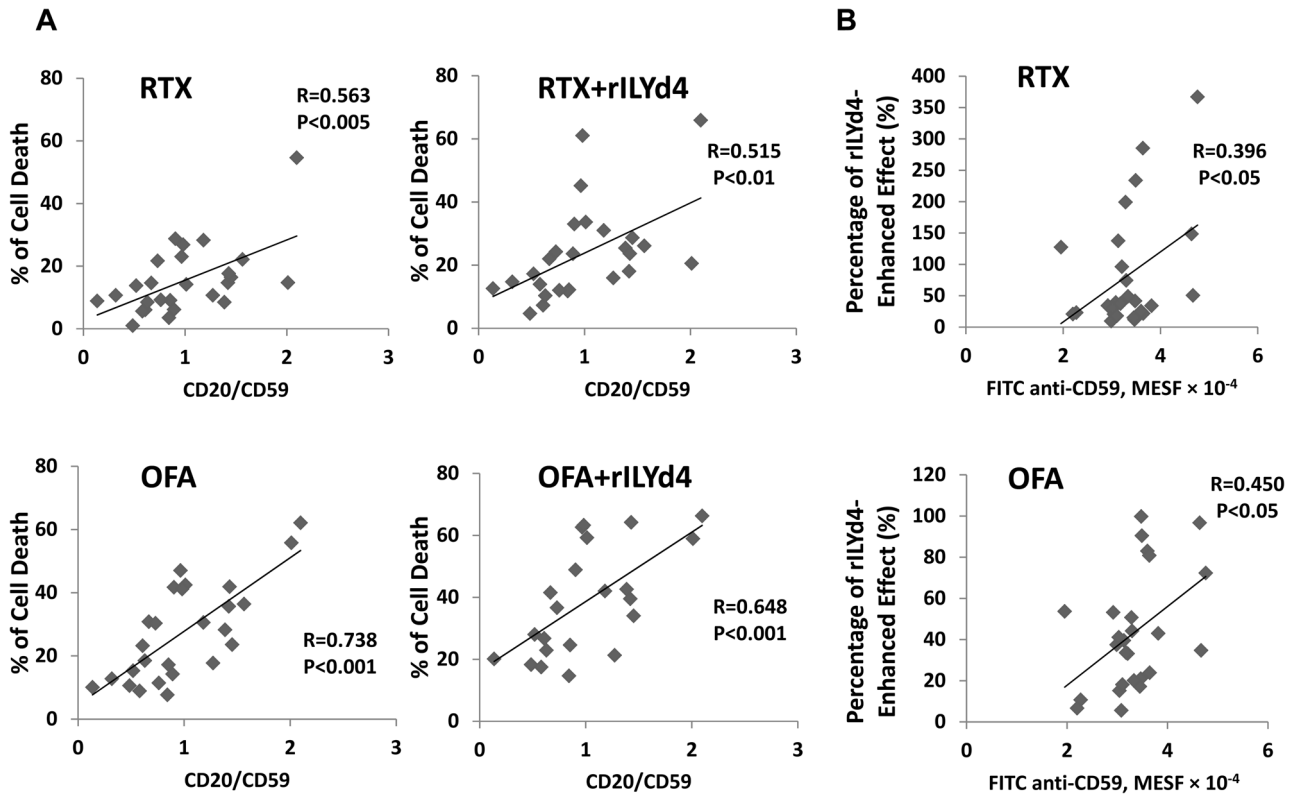 A
B
RTX
R=0.563
P<0.005
% of Cell Death
80
60
40
20
0
0 1 2 3
CD20/CD59
RTX+rILYd4
R=0.515
P<0.01
% of Cell Death
80
60
40
20
0
0 1 2 3
CD20/CD59
RTX
R=0.396
P<0.05
Percentage of rILYd4-
Enhanced Effect (%)
400
350
300
250
200
150
100
50
0
0 2 4 6
FITC anti-CD59, MESF × 10⁻⁴
OFA
R=0.738
P<0.001
% of Cell Death
80
60
40
20
0
0 1 2 3
CD20/CD59
OFA+rILYd4
R=0.648
P<0.001
% of Cell Death
80
60
40
20
0
0 1 2 3
CD20/CD59
OFA
R=0.450
P<0.05
Percentage of rILYd4-
Enhanced Effect (%)
120
100
80
60
40
20
0
0 2 4 6
FITC anti-CD59, MESF × 10⁻⁴